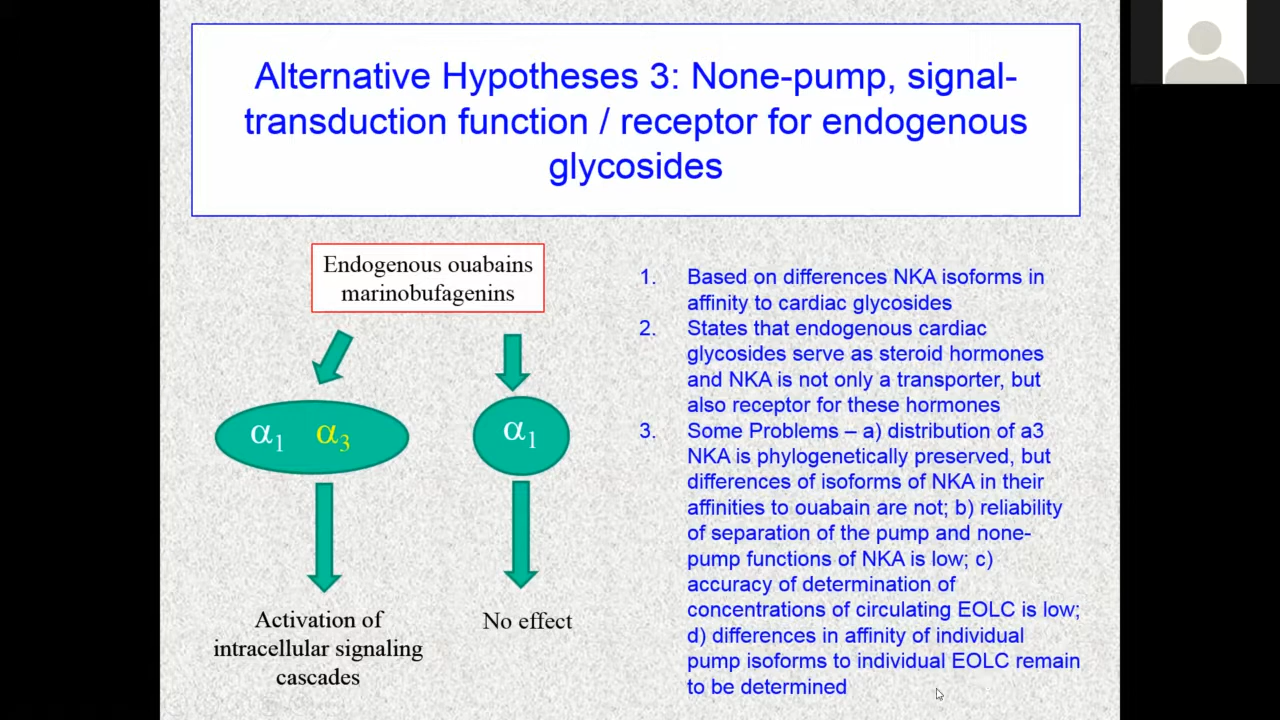 Alternative Hypotheses 3: None-pump, signal-
transduction function / receptor for endogenous
glycosides
Endogenous ouabains
marinobufagenins
α1 α3
α1
Activation of
intracellular signaling
cascades
No effect
1. Based on differences NKA isoforms in
affinity to cardiac glycosides
2. States that endogenous cardiac
glycosides serve as steroid hormones
and NKA is not only a transporter, but
also receptor for these hormones
3. Some Problems – a) distribution of a3
NKA is phylogenetically preserved, but
differences of isoforms of NKA in their
affinities to ouabain are not; b) reliability
of separation of the pump and none-
pump functions of NKA is low; c)
accuracy of determination of
concentrations of circulating EOLC is low;
d) differences in affinity of individual
pump isoforms to individual EOLC remain
to be determined